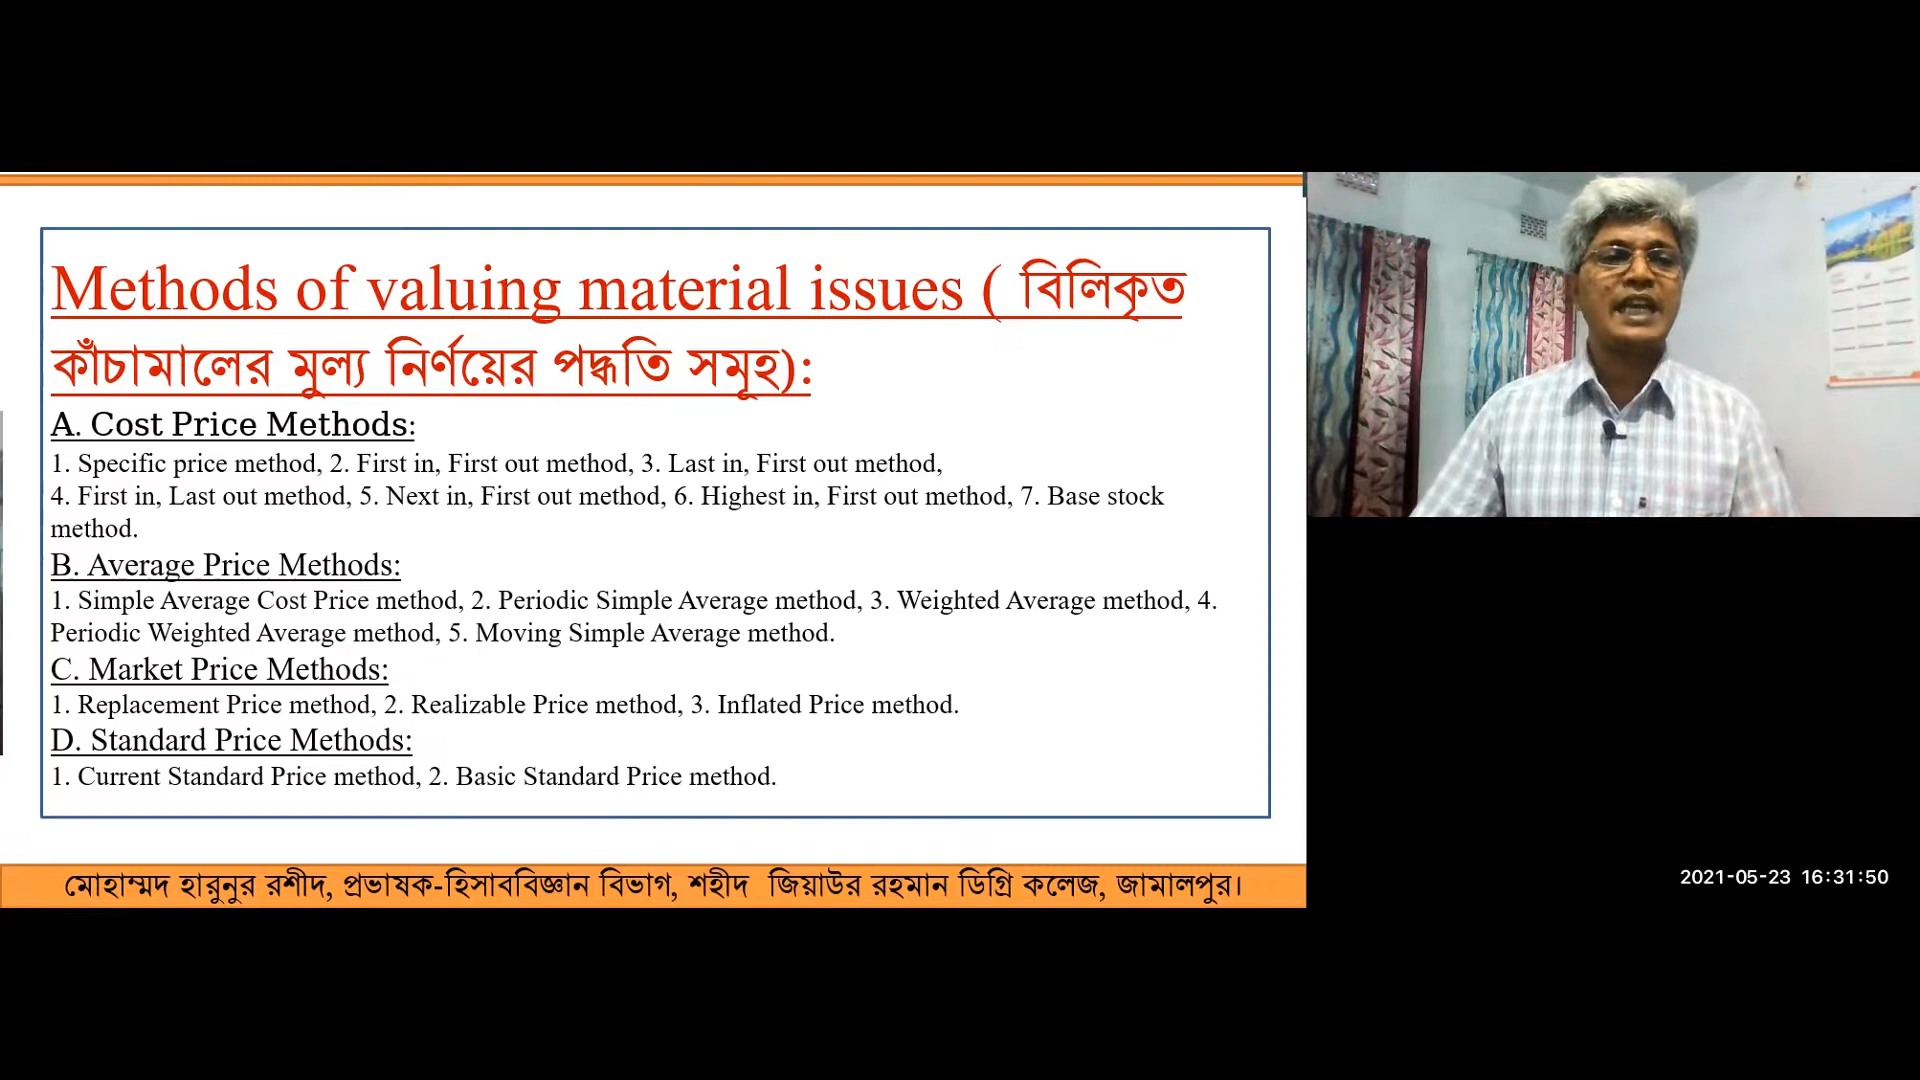 Methods of valuing material issues ( বিলিকৃত
কাঁচামালের মুল্য নির্ণয়ের পদ্ধতি সমূহ):
A. Cost Price Methods:
1. Specific price method, 2. First in, First out method, 3. Last in, First out method,
4. First in, Last out method, 5. Next in, First out method, 6. Highest in, First out method, 7. Base stock
method.
B. Average Price Methods:
1. Simple Average Cost Price method, 2. Periodic Simple Average method, 3. Weighted Average method, 4.
Periodic Weighted Average method, 5. Moving Simple Average method.
C. Market Price Methods:
1. Replacement Price method, 2. Realizable Price method, 3. Inflated Price method.
D. Standard Price Methods:
1. Current Standard Price method, 2. Basic Standard Price method.
মোহাম্মদ হারুনুর রশীদ, প্রভাষক-হিসাববিজ্ঞান বিভাগ, শহীদ জিয়াউর রহমান ডিগ্রি কলেজ, জামালপুর।
2021-05-23 16:31:50